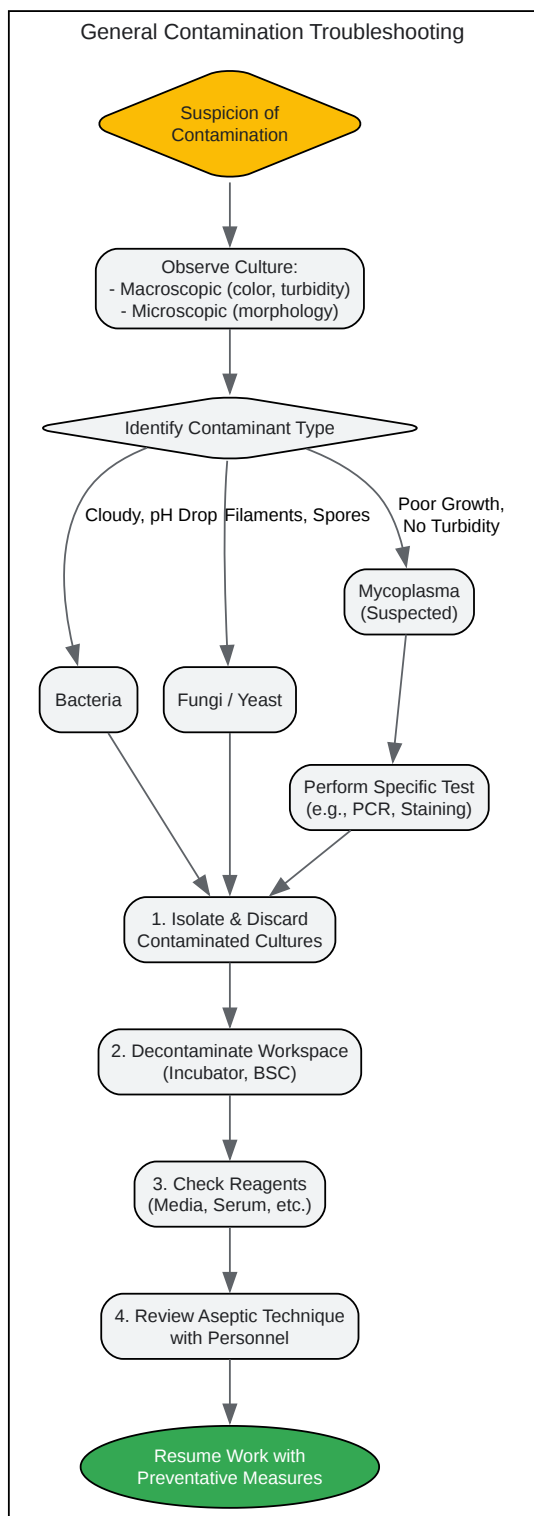 General Contamination Troubleshooting
Suspicion of
Contamination
Observe Culture:
- Macroscopic (color, turbidity)
- Microscopic (morphology)
Identify Contaminant Type
Cloudy, pH Drop
Filaments, Spores
Poor Growth,
No Turbidity
Mycoplasma
(Suspected)
Bacteria
Fungi / Yeast
Perform Specific Test
(e.g., PCR, Staining)
1. Isolate & Discard
Contaminated Cultures
2. Decontaminate Workspace
(Incubator, BSC)
3. Check Reagents
(Media, Serum, etc.)
4. Review Aseptic Technique
with Personnel
Resume Work with
Preventative Measures